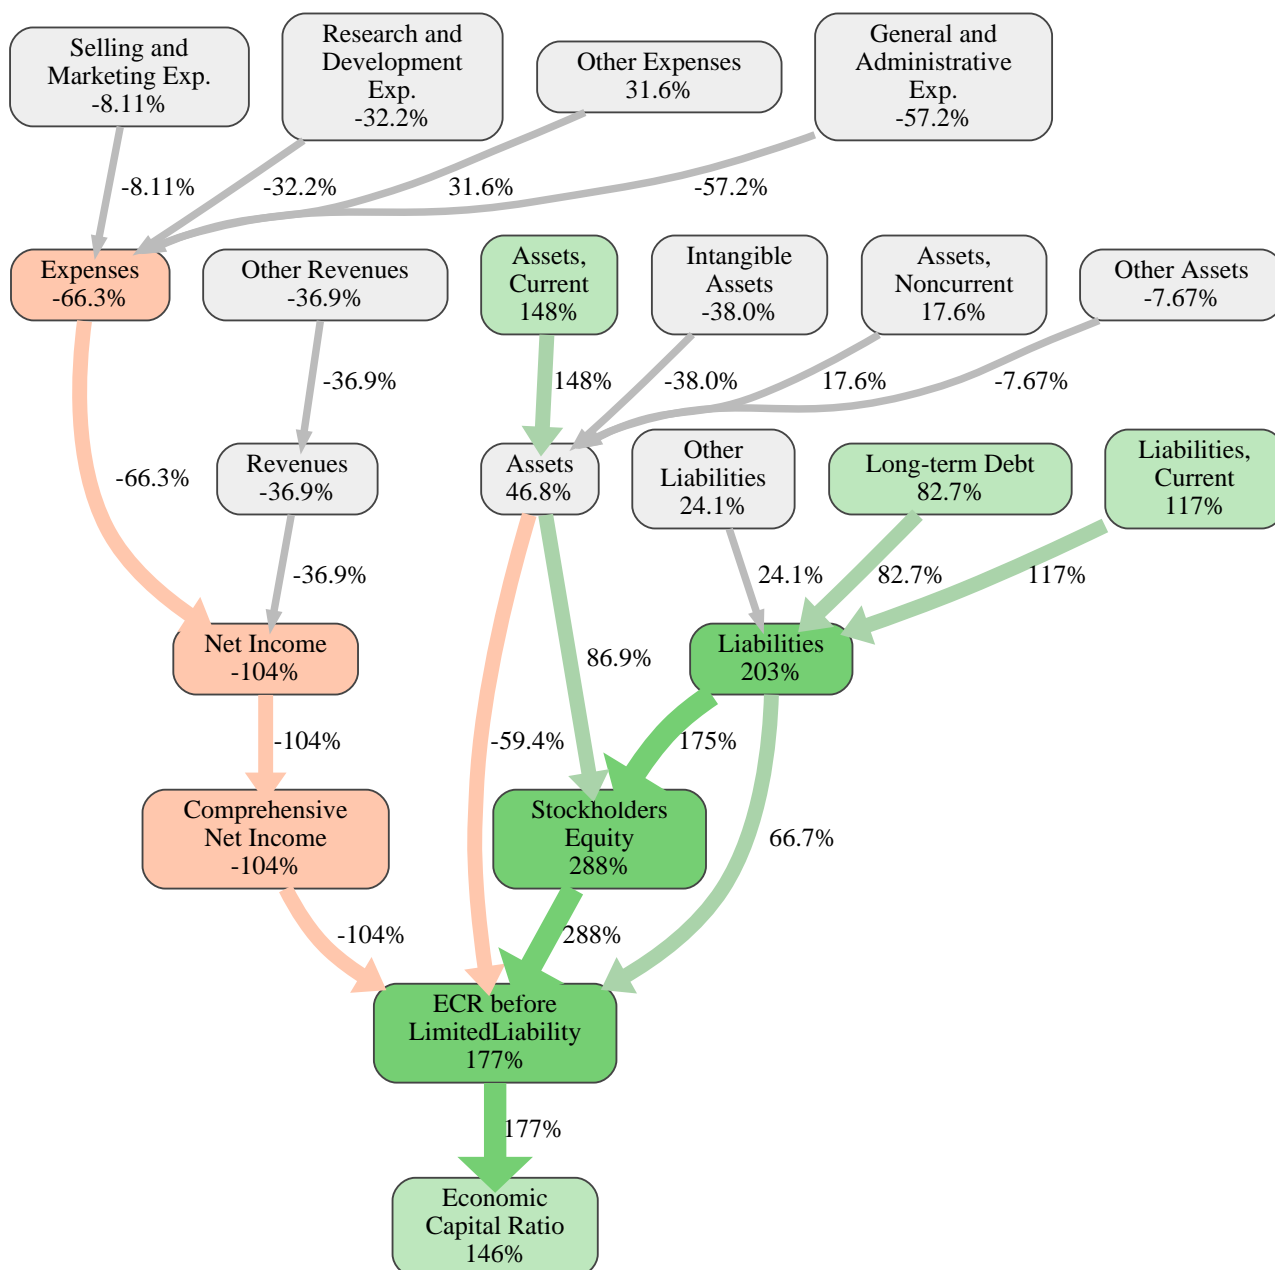 Selling and
Marketing Exp.
-8.11%
Research and
Development
Exp.
-32.2%
Other Expenses
31.6%
General and
Administrative
Exp.
-57.2%
-8.11%
-32.2%
31.6%
-57.2%
Expenses
-66.3%
Other Revenues
-36.9%
Assets,
Current
148%
Intangible
Assets
-38.0%
Assets,
Noncurrent
17.6%
Other Assets
-7.67%
-36.9%
148%
-38.0%
17.6%
-7.67%
-66.3%
Revenues
-36.9%
Assets
46.8%
Other
Liabilities
24.1%
Long-term Debt
82.7%
Liabilities,
Current
117%
-36.9%
24.1%
82.7%
117%
Net Income
-104%
86.9%
Liabilities
203%
-104%
-59.4%
175%
Comprehensive
Net Income
-104%
Stockholders
Equity
288%
66.7%
-104%
288%
ECR before
LimitedLiability
177%
177%
Economic
Capital Ratio
146%